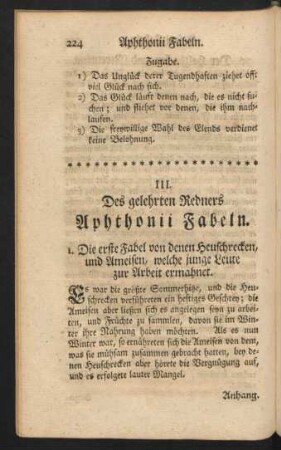 224 Aphthonii Fabeln.
Zugabe.
1) Das Unglück derer Tugendhaften ziehet oft
viel Glück nach sich.
2) Das Glück läuft denen nach, die es nicht su-
chen; und fliehet vor denen, die ihm nach-
laufen.
3) Die freywillige Wahl des Elends verdienet
keine Belohnung.
III.
Des gelehrten Redners
Aphthonii Fabeln.
1. Die erste Fabel von denen Heuschrecken,
und Ameisen, welche junge Leute
zur Arbeit ermahnet.
Es war die größte Sommerhitze, und die Heu-
schrecken verführeten ein heftiges Geschrey; die
Ameisen aber liessen sich es angelegen seyn zu arbei-
ten, und Früchte zu sammlen, davon sie im Win-
ter ihre Nahrung haben möchten. Als es nun
Winter war, so ernähreten sich die Ameisen von dem,
was sie mühsam zusammen gebracht hatten, bey de-
nen Heuschrecken aber hörete die Vergnügung auf,
und es erfolgete lauter Mangel.
Anhang.